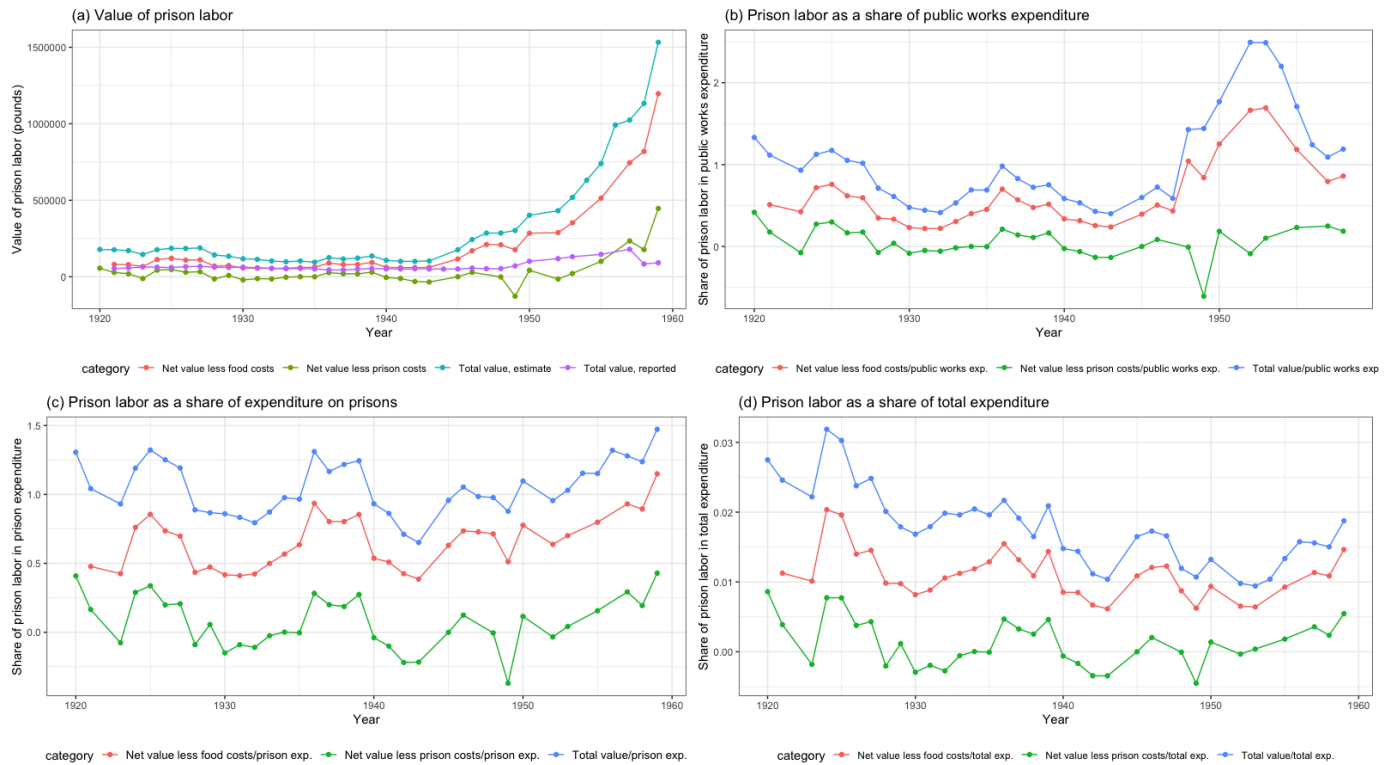 (a) Value of prison labor
Value of prison labor (pounds)
1500000
1000000
500000
0
1920
1930
1940
1950
1960
Year
category
Net value less food costs
Net value less prison costs
Total value, estimate
Total value, reported
(b) Prison labor as a share of public works expenditure
Share of prison labor in public works expenditure
2
1
0
1920
1930
1940
1950
Year
category
Net value less food costs/public works exp.
Net value less prison costs/public works exp.
Total value/public works exp
(c) Prison labor as a share of expenditure on prisons
Share of prison labor in prison expenditure
1.5
1.0
0.5
0.0
1920
1930
1940
1950
1960
Year
category
Net value less food costs/prison exp.
Net value less prison costs/prison exp.
Total value/prison exp.
(d) Prison labor as a share of total expenditure
Share of prison labor in total expenditure
0.03
0.02
0.01
0.00
1920
1930
1940
1950
1960
Year
category
Net value less food costs/total exp.
Net value less prison costs/total exp.
Total value/total exp.